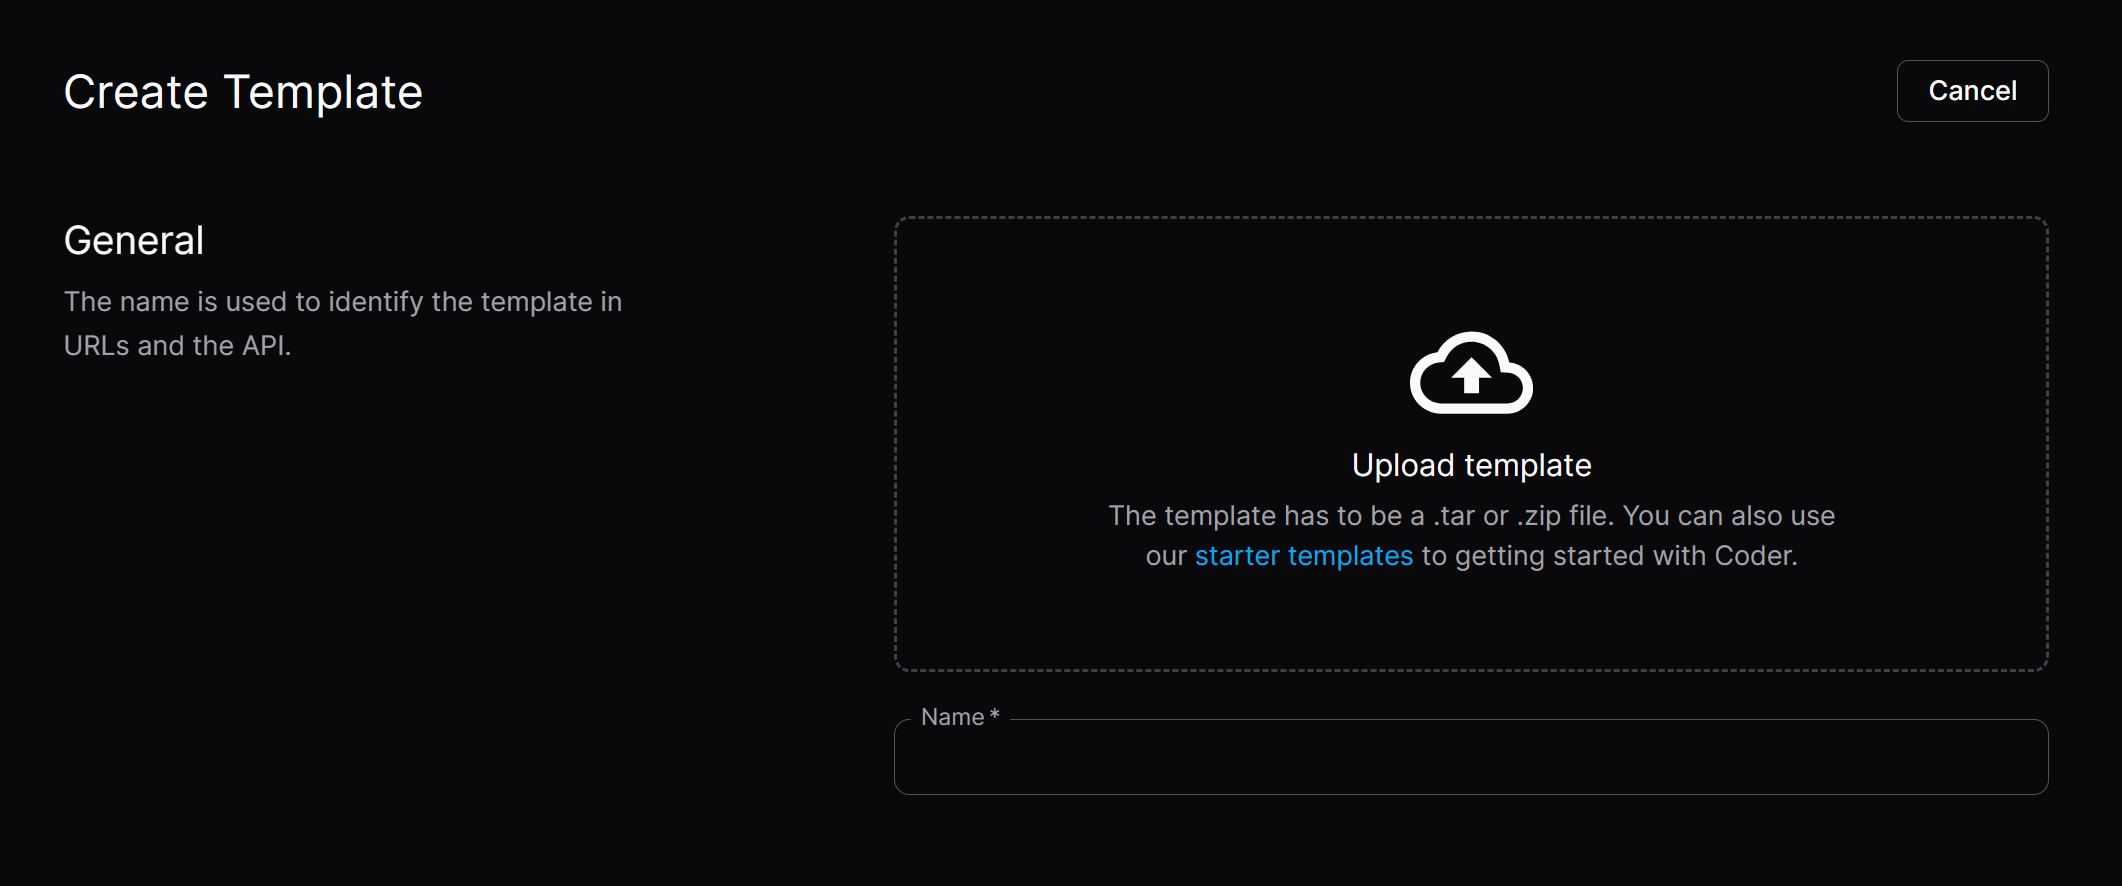 Create Template
Cancel
General
The name is used to identify the template in
URLs and the API.
Upload template
The template has to be a .tar or .zip file. You can also use
our starter templates to getting started with Coder.
Name *